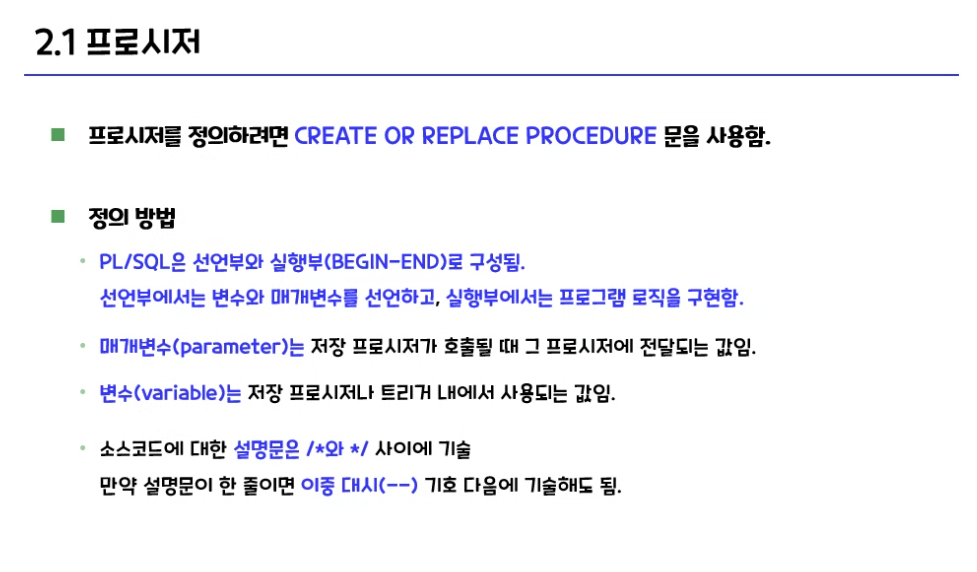 2.1 프로시저
프로시저를 정의하려면 CREATE OR REPLACE PROCEDURE 문을 사용함.
정의 방법
PL/SQL은 선언부와 실행부(BEGIN-END)로 구성됨.
선언부에서는 변수와 매개변수를 선언하고, 실행부에서는 프로그램 로직을 구현함.
매개변수(parameter)는 저장 프로시저가 호출될 때 그 프로시저에 전달되는 값임.
변수(variable)는 저장 프로시저나 트리거 내에서 사용되는 값임.
소스코드에 대한 설명문은 /*와 */ 사이에 기술
만약 설명문이 한 줄이면 이중 대시(--) 기호 다음에 기술해도 됨.